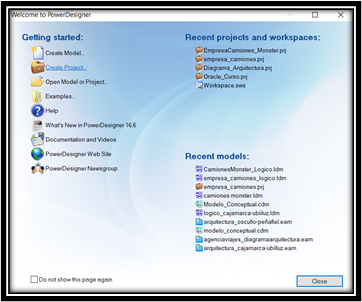 Welcome to PowerDesigner
Getting started:
Create Model...
Create Project...
Open Model or Project...
Examples...
Help
What's New in PowerDesigner 16.6
Documentation and Videos
PowerDesigner Web Site
PowerDesigner Newsgroup
Recent projects and workspaces:
EmpresaCamiones_Monster.prj
empresa_camiones.prj
Diagrama_Arquitectura.prj
Oracle_Curso.prj
Workspace.sws
Recent models:
CamionesMonster_Logico.ldm
empresa_camiones_logico.ldm
empresa_camiones.prj
camiones monster.ldm
Modelo_Conceptual.cdm
logico_cajamarca-ubilluz.ldm
arquitectura_oscullo-peñafiel.eam
modelo_conceptual.cdm
agenciaviajes_diagramaarquitectura.eam
arquitectura_cajamarca-ubilluz.eam
Do not show this page again
Close